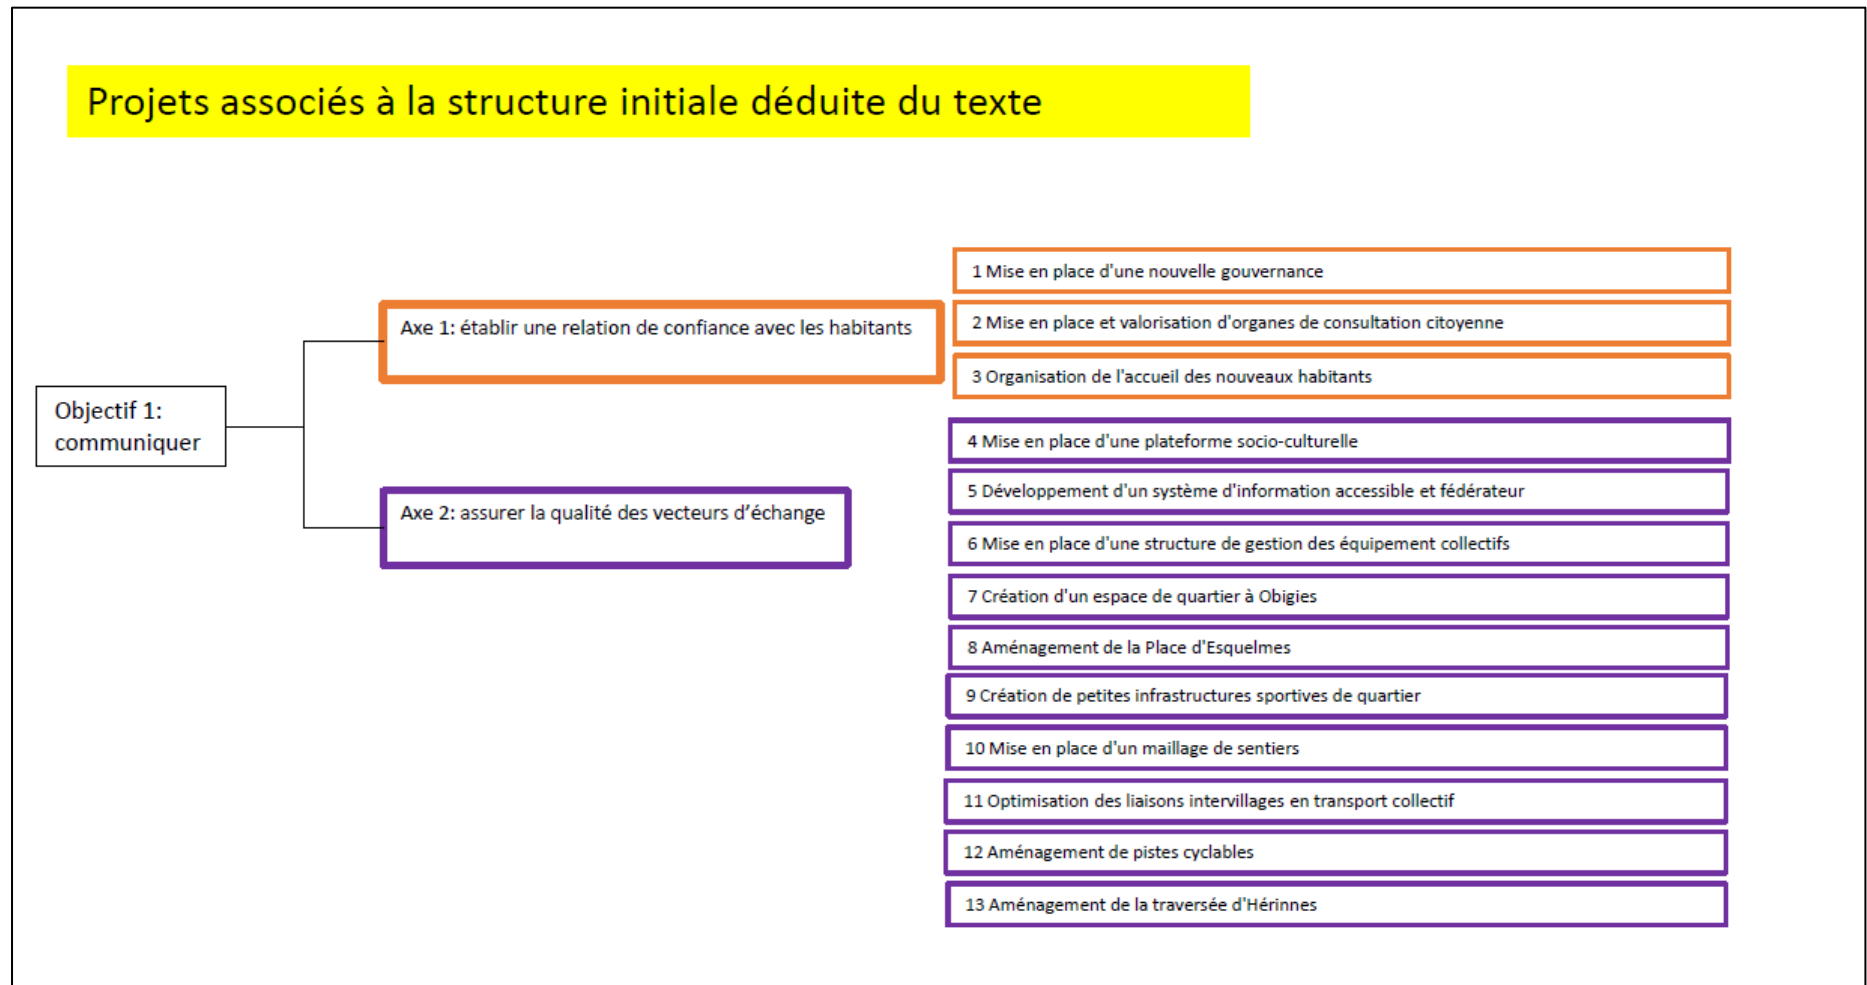 Projets associés à la structure initiale déduite du texte
Objectif 1:
communiquer
Axe 1: établir une relation de confiance avec les habitants
1 Mise en place d'une nouvelle gouvernance
2 Mise en place et valorisation d'organes de consultation citoyenne
3 Organisation de l'accueil des nouveaux habitants
Axe 2: assurer la qualité des vecteurs d’échange
4 Mise en place d'une plateforme socio-culturelle
5 Développement d'un système d'information accessible et fédérateur
6 Mise en place d'une structure de gestion des équipement collectifs
7 Création d'un espace de quartier à Obigies
8 Aménagement de la Place d'Esquelmes
9 Création de petites infrastructures sportives de quartier
10 Mise en place d'un maillage de sentiers
11 Optimisation des liaisons intervillages en transport collectif
12 Aménagement de pistes cyclables
13 Aménagement de la traversée d'Hérinnes